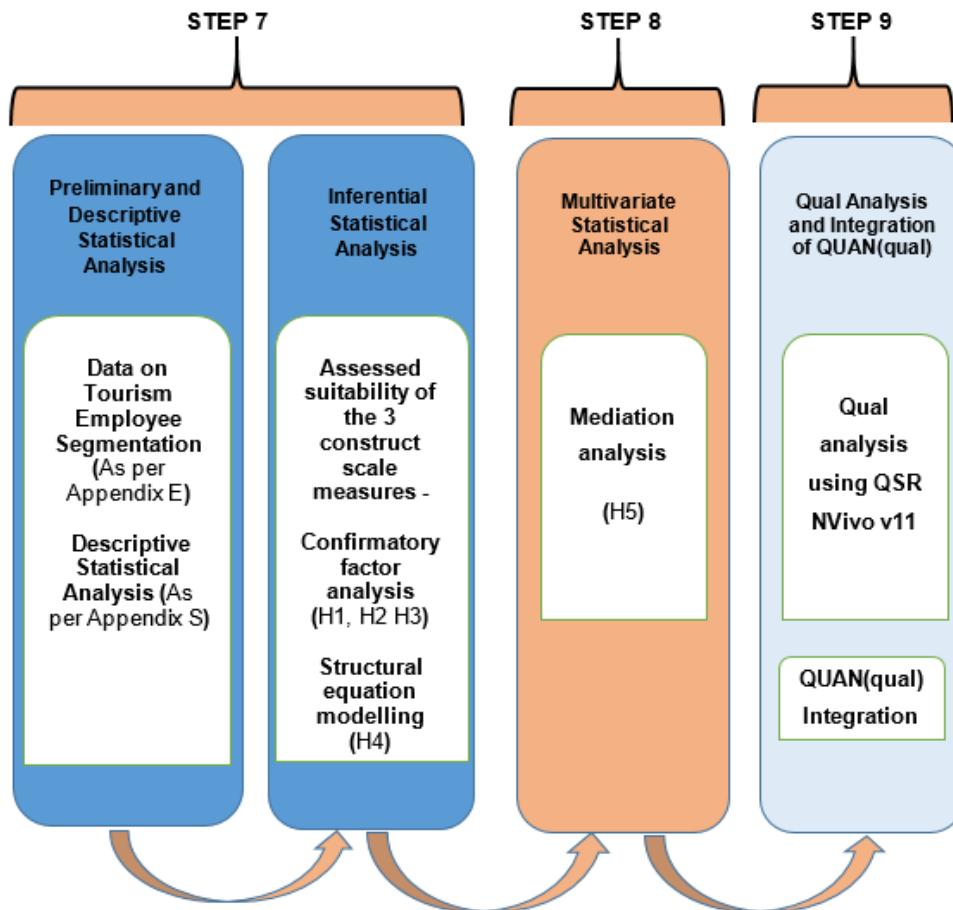 STEP 7
STEP 8
STEP 9
Preliminary and
Descriptive
Statistical
Analysis
Data on
Tourism
Employee
Segmentation
(As per
Appendix E)
Descriptive
Statistical
Analysis (As
per Appendix S)
Inferential
Statistical
Analysis
Assessed
suitability of
the 3
construct
scale
measures -
Confirmatory
factor
analysis
(H1, H2 H3)
Structural
equation
modelling
(H4)
Multivariate
Statistical
Analysis
Mediation
analysis
(H5)
Qual Analysis
and Integration
of QUAN(qual)
Qual
analysis
using QSR
NVivo v11
QUAN(qual)
Integration